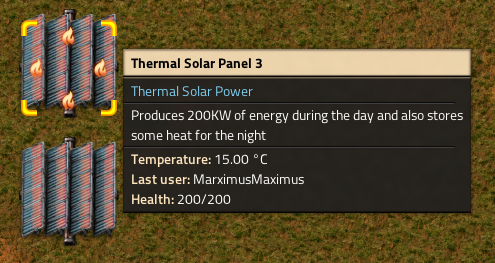 Thermal Solar Panel 3
Thermal Solar Power
Produces 200KW of energy during the day and also stores
some heat for the night
Temperature: 15.00 °C
Last user: MarximusMaximus
Health: 200/200